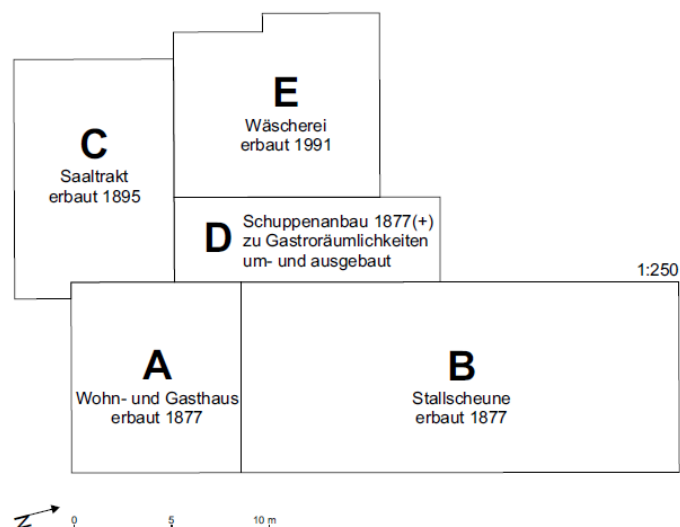 E
Wäscherei
erbaut 1991
C
Saaltrakt
erbaut 1895
D
Schuppenanbau 1877(+)
zu Gastroräumlichkeiten
um- und ausgebaut
1:250
A
Wohn- und Gasthaus
erbaut 1877
B
Stallscheune
erbaut 1877
N
0 5 10 m